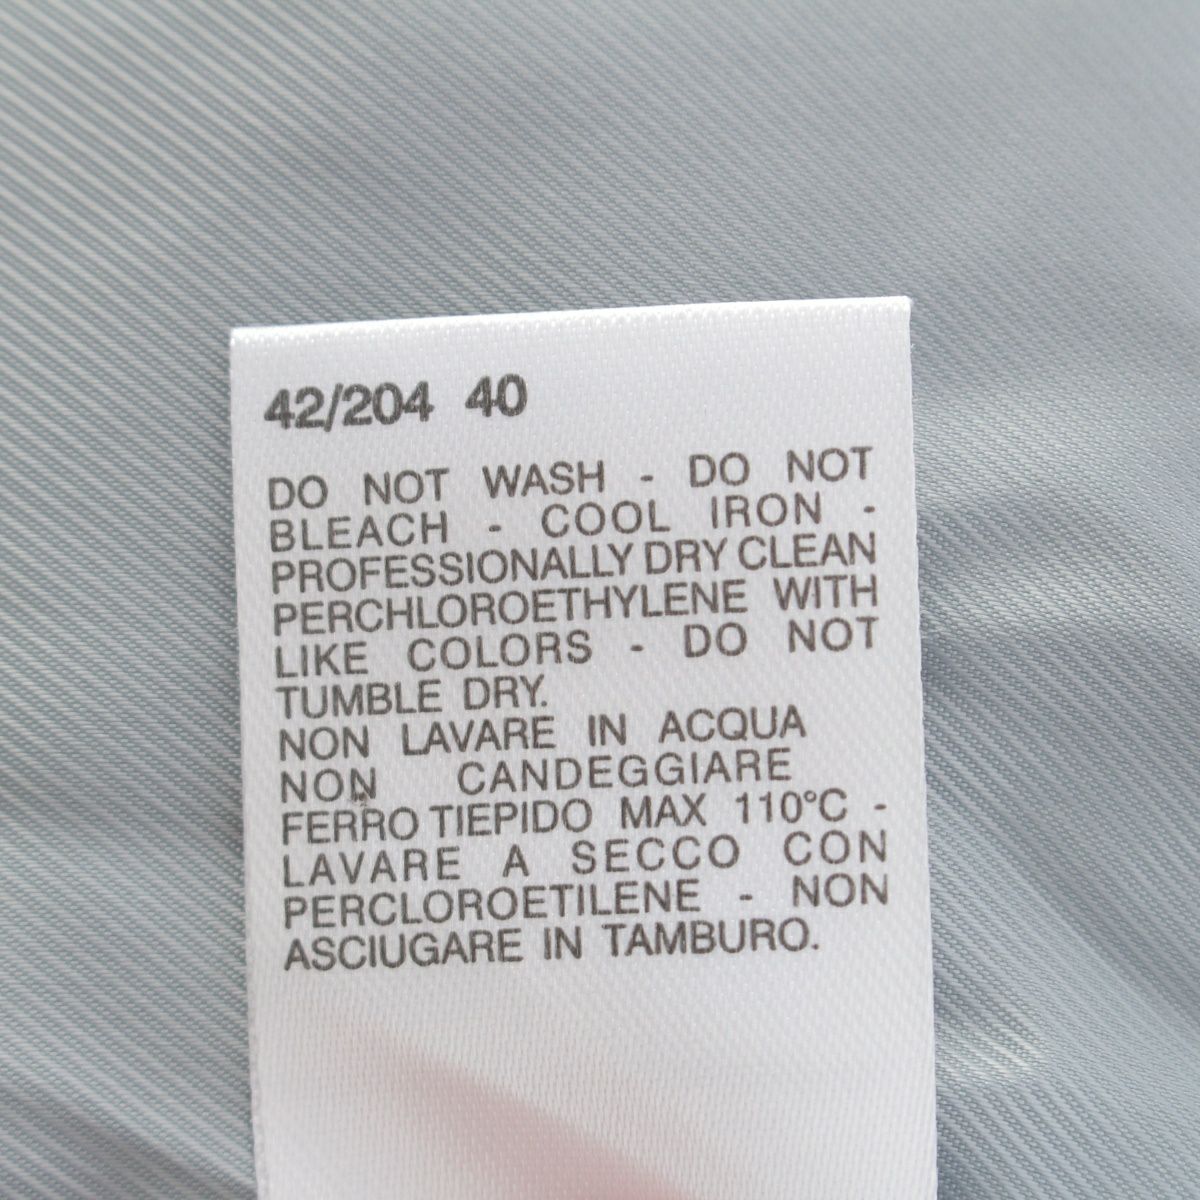 42/204 40
DO NOT WASH - DO NOT
BLEACH - COOL IRON -
PROFESSIONALLY DRY CLEAN
PERCHLOROETHYLENE WITH
LIKE COLORS - DO NOT
TUMBLE DRY.
NON LAVARE IN ACQUA
NON CANDEGGIARE
FERRO TIEPIDO MAX 110°C -
LAVARE A SECCO CON
PERCLOROETILENE - NON
ASCIUGARE IN TAMBURO.